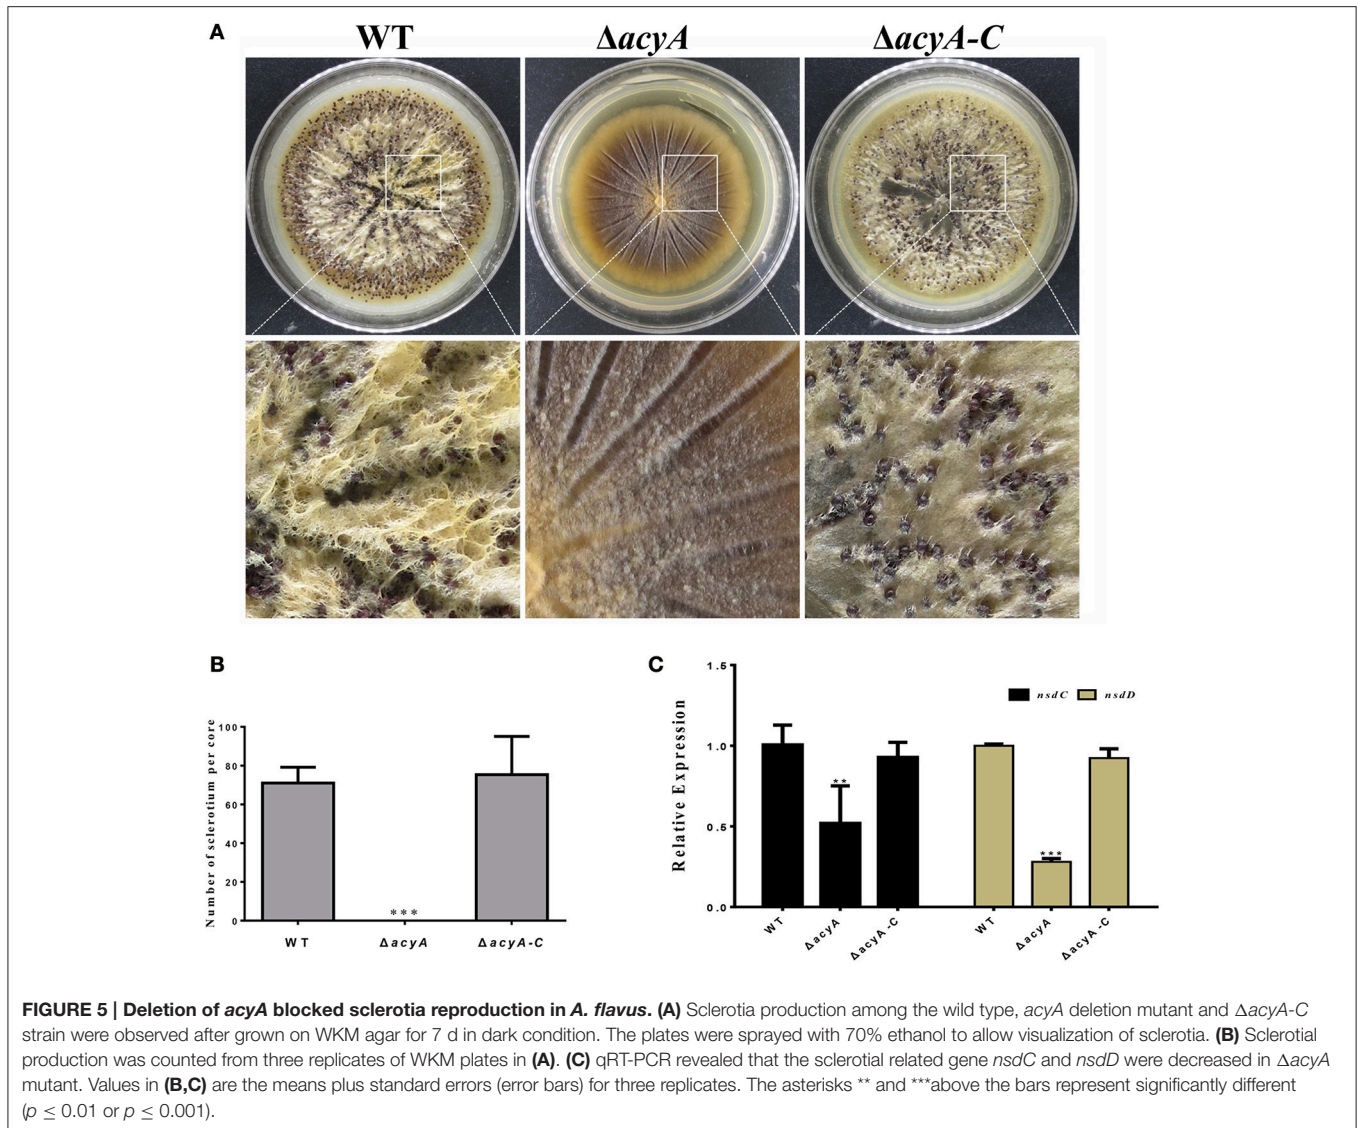 A
WT
ΔacyA
ΔacyA-C
B
Number of sclerotium per core
100
80
60
40
20
0
***
WT
ΔacyA
ΔacyA-C
C
Relative Expression
1.5
1.0
0.5
0.0
nsdC
nsdD
**
***
WT
ΔacyA
ΔacyA-C
WT
ΔacyA
ΔacyA-C
FIGURE 5 | Deletion of acyA blocked sclerotia reproduction in A. flavus. (A) Sclerotia production among the wild type, acyA deletion mutant and ΔacyA-C
strain were observed after grown on WKM agar for 7 d in dark condition. The plates were sprayed with 70% ethanol to allow visualization of sclerotia. (B) Sclerotial
production was counted from three replicates of WKM plates in (A). (C) qRT-PCR revealed that the sclerotial related gene nsdC and nsdD were decreased in ΔacyA
mutant. Values in (B,C) are the means plus standard errors (error bars) for three replicates. The asterisks ** and ***above the bars represent significantly different
(p ≤ 0.01 or p ≤ 0.001).